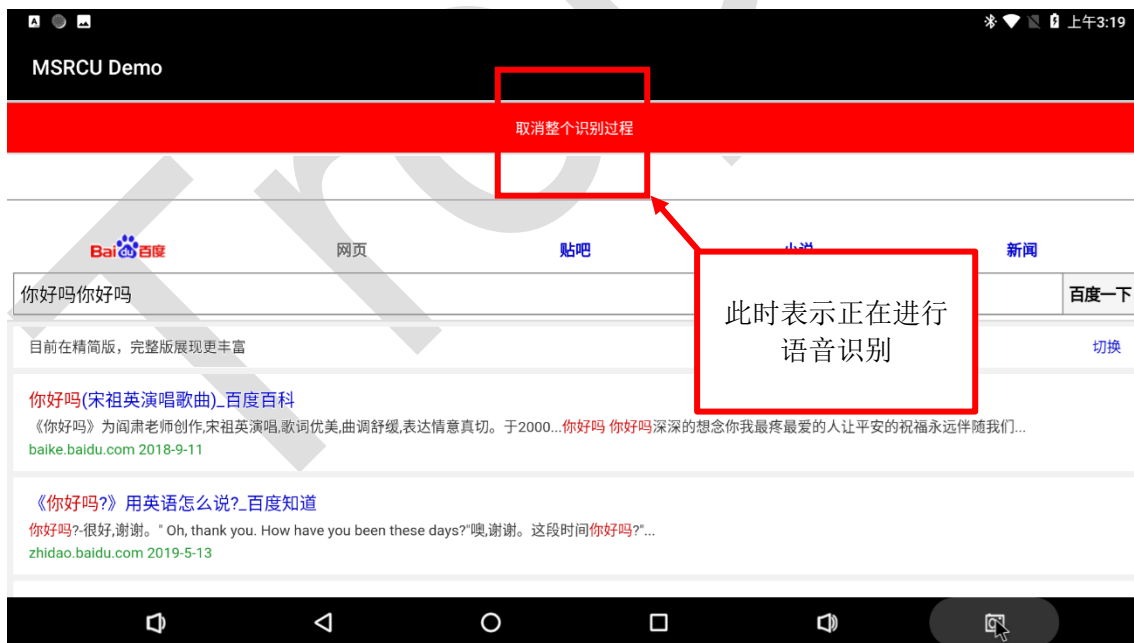 上午3:19
MSRCU Demo
取消整个识别过程
Bai du 百度
网页
贴吧
小说
新闻
你好吗你好吗
百度一下
此时表示正在进行
语音识别
目前在精简版，完整版展现更丰富
切换
你好吗(宋祖英演唱歌曲)_百度百科
《你好吗》为阎肃老师创作,宋祖英演唱,歌词优美,曲调舒缓,表达情意真切。于2000...你好吗 你好吗深深的想念你我最疼最爱的人让平安的祝福永远伴随我们...
baike.baidu.com 2018-9-11
《你好吗?》用英语怎么说?_百度知道
你好吗?-很好,谢谢。" Oh, thank you. How have you been these days?"噢,谢谢。这段时间你好吗?"...
zhidao.baidu.com 2019-5-13